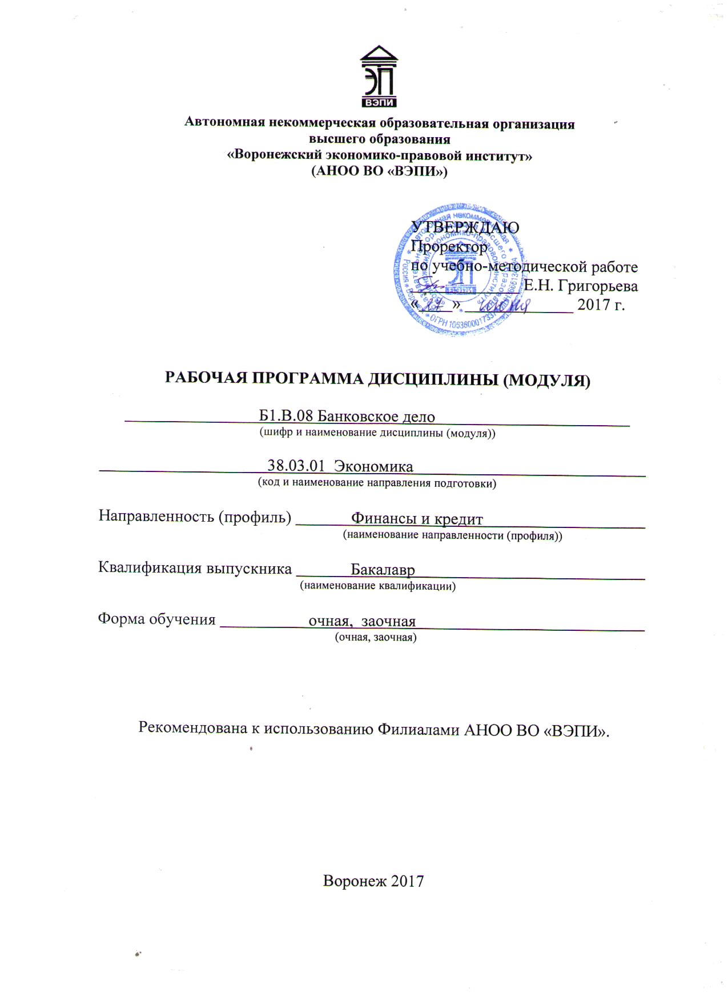 ЭП
ВЭПИ
Автономная некоммерческая образовательная организация
высшего образования
«Воронежский экономико-правовой институт»
(АНОО ВО «ВЭПИ»)
УТВЕРЖДАЮ
Проректор
по учебно-методической работе
Е.Н. Григорьева
«27» июня 2017 г.
РАБОЧАЯ ПРОГРАММА ДИСЦИПЛИНЫ (МОДУЛЯ)
Б1.В.08 Банковское дело
(шифр и наименование дисциплины (модуля))
38.03.01 Экономика
(код и наименование направления подготовки)
Направленность (профиль) Финансы и кредит
(наименование направленности (профиля))
Квалификация выпускника Бакалавр
(наименование квалификации)
Форма обучения очная, заочная
(очная, заочная)
Рекомендована к использованию Филиалами АНОО ВО «ВЭПИ».
Воронеж 2017